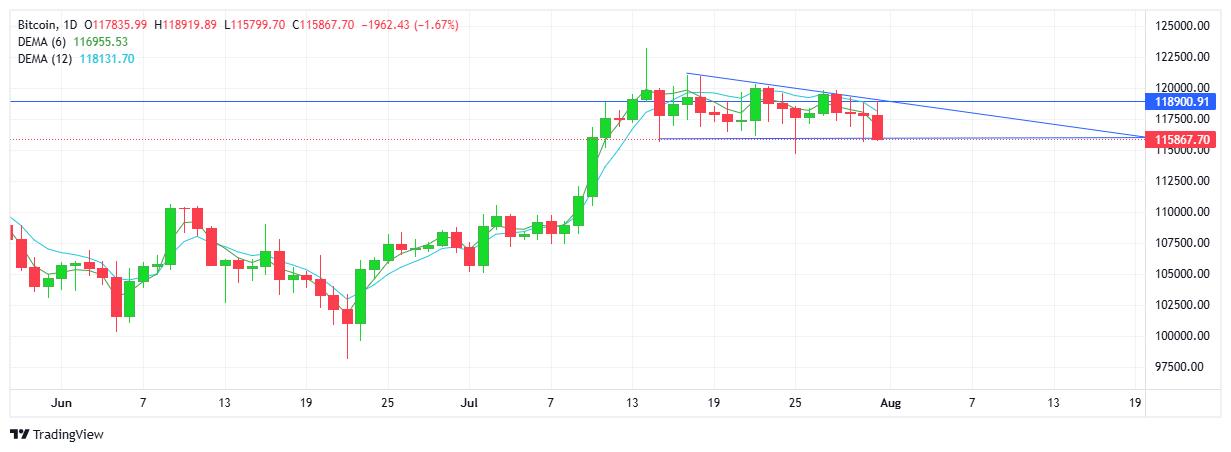 Bitcoin, 1D O117835.99 H118919.89 L115799.70 C115867.70 −1962.43 (−1.67%)
DEMA (6) 116955.53
DEMA (12) 118131.70
125000.00
122500.00
120000.00
118900.91
117500.00
115867.70
115000.00
112500.00
110000.00
107500.00
105000.00
102500.00
100000.00
97500.00
Jun 7 13 19 25 Jul 7 13 19 25 Aug 7 13 19
TradingView